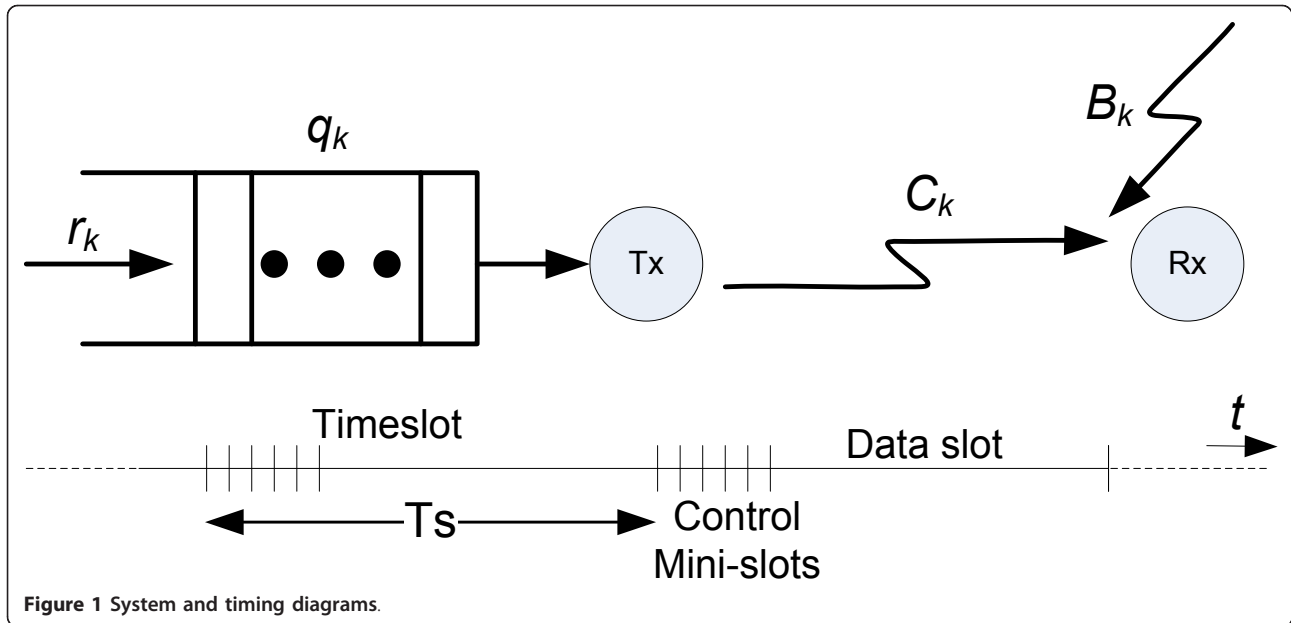 q_k
B_k
r_k
C_k
Tx
Rx
Timeslot
Data slot
t
Ts
Control
Mini-slots
Figure 1 System and timing diagrams.